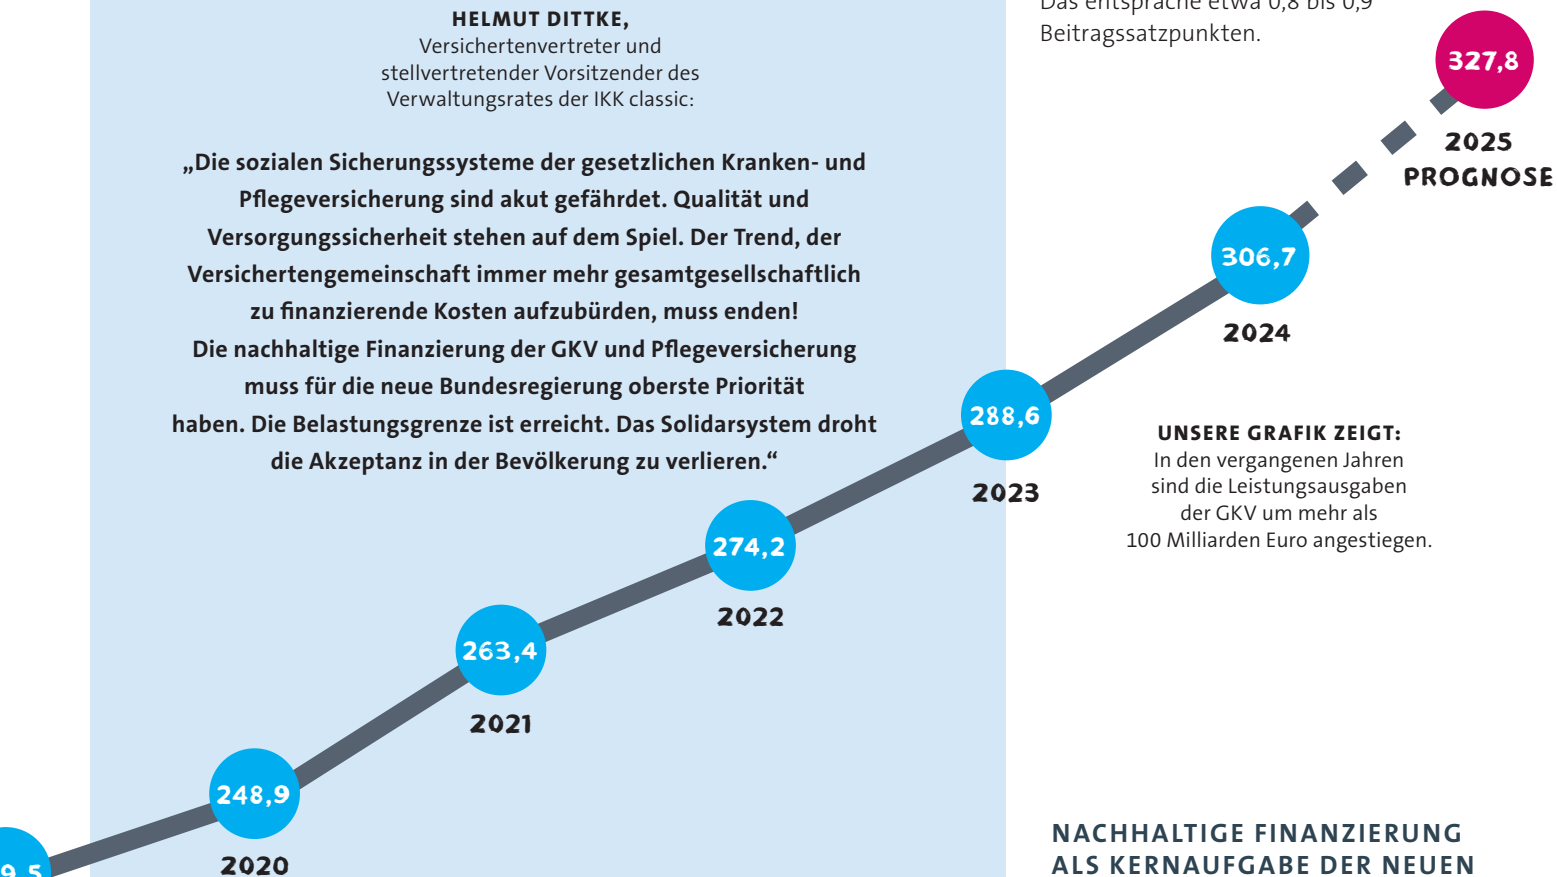 HELMUT DITTKE,
Versichertenvertreter und
stellvertretender Vorsitzender des
Verwaltungsrates der IKK classic:
„Die sozialen Sicherungssysteme der gesetzlichen Kranken- und
Pflegeversicherung sind akut gefährdet. Qualität und
Versorgungssicherheit stehen auf dem Spiel. Der Trend, der
Versichertengemeinschaft immer mehr gesamtgesellschaftlich
zu finanzierende Kosten aufzubürden, muss enden!
Die nachhaltige Finanzierung der GKV und Pflegeversicherung
muss für die neue Bundesregierung oberste Priorität
haben. Die Belastungsgrenze ist erreicht. Das Solidarsystem droht
die Akzeptanz in der Bevölkerung zu verlieren.“
Das entspräche etwa 0,8 bis 0,9
Beitragssatzpunkten.
327,8
2025
PROGNOSE
306,7
2024
288,6
2023
274,2
2022
263,4
2021
248,9
2020
9,5
UNSERE GRAFIK ZEIGT:
In den vergangenen Jahren
sind die Leistungsausgaben
der GKV um mehr als
100 Milliarden Euro angestiegen.
NACHHALTIGE FINANZIERUNG
ALS KERNAUFGABE DER NEUEN